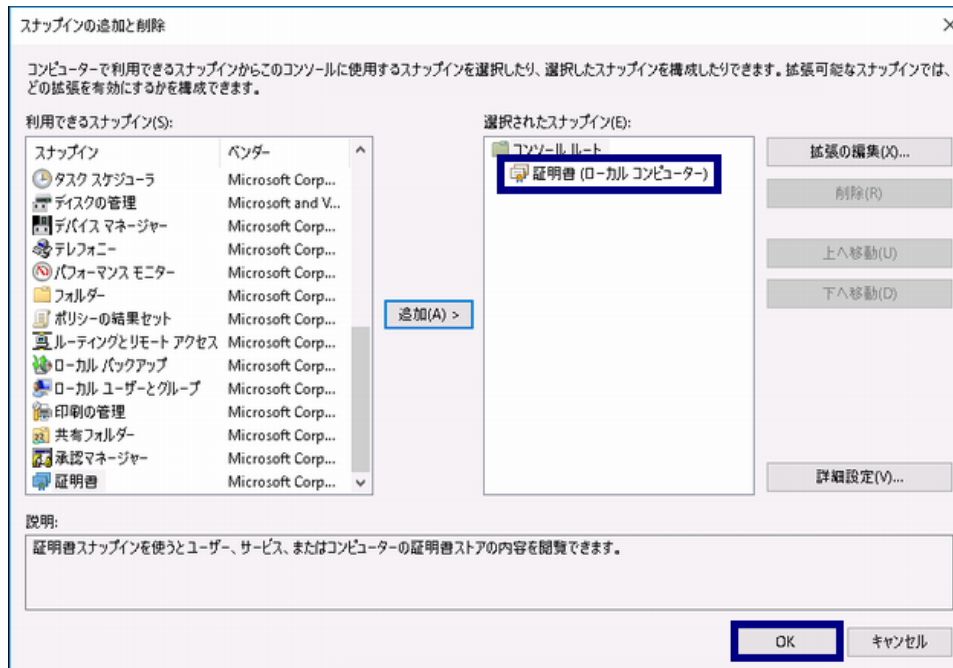 スナップインの追加と削除
コンピューターで利用できるスナップインからこのコンソールに使用するスナップインを選択したり、選択したスナップインを構成したりできます。拡張可能なスナップインでは、
どの拡張を有効にするかを構成できます。
利用できるスナップイン(S):
スナップイン ベンダー
タスク スケジューラ Microsoft Corp...
ディスクの管理 Microsoft and V...
デバイス マネージャー Microsoft Corp...
テレフォニー Microsoft Corp...
パフォーマンス モニター Microsoft Corp...
フォルダー Microsoft Corp...
ポリシーの結果セット Microsoft Corp...
ルーティングとリモート アクセス Microsoft Corp...
ローカル バックアップ Microsoft Corp...
ローカル ユーザーとグループ Microsoft Corp...
印刷の管理 Microsoft Corp...
共有フォルダー Microsoft Corp...
承認マネージャー Microsoft Corp...
証明書 Microsoft Corp...
追加(A) >
選択されたスナップイン(E):
コンソール ルート
証明書 (ローカル コンピューター)
拡張の編集(X)...
削除(R)
上へ移動(U)
下へ移動(D)
詳細設定(V)...
説明:
証明書スナップインを使うとユーザー、サービス、またはコンピューターの証明書ストアの内容を閲覧できます。
OK キャンセル